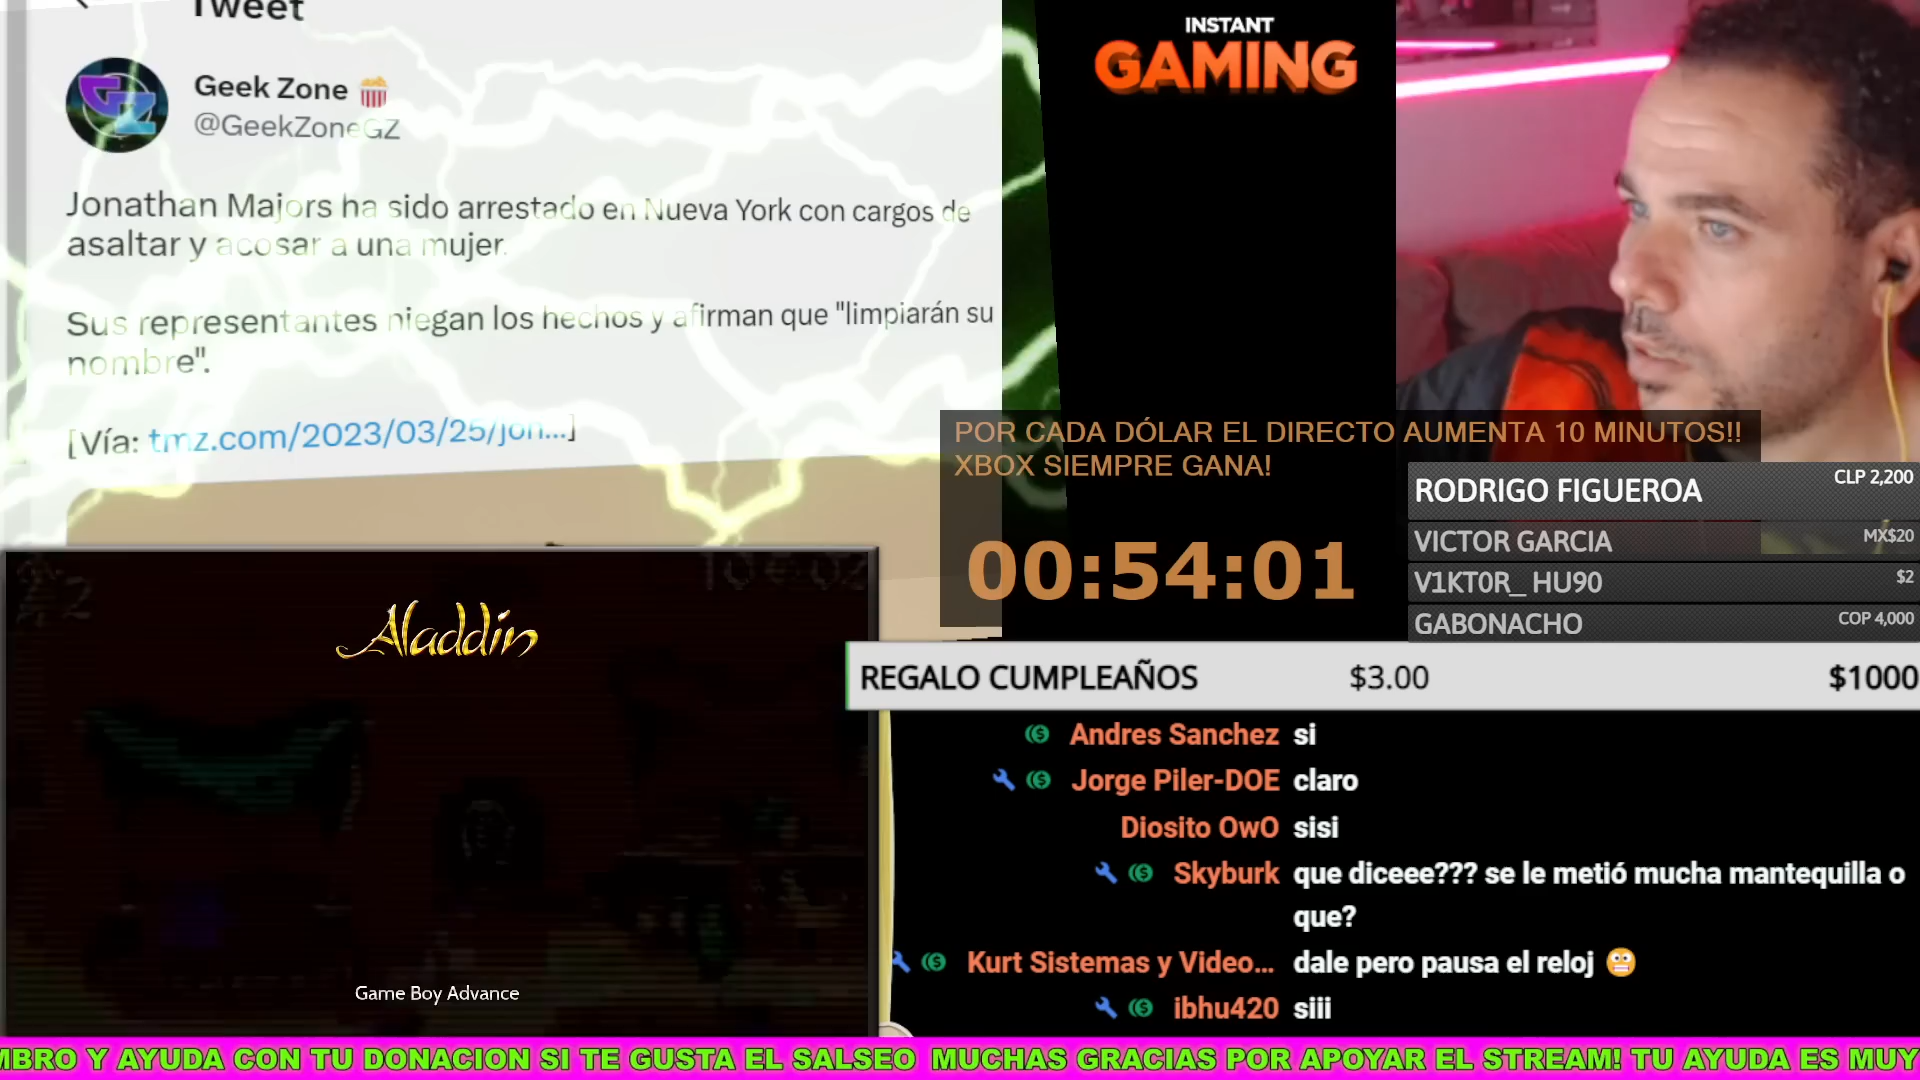 Tweet
Geek Zone
@GeekZoneGZ
Jonathan Majors ha sido arrestado en Nueva York con cargos de
asaltar y acosar a una mujer.
Sus representantes niegan los hechos y afirman que "limpiarán su
nombre".
[Vía: tmz.com/2023/03/25/jon...]
INSTANT
GAMING
POR CADA DÓLAR EL DIRECTO AUMENTA 10 MINUTOS!!
XBOX SIEMPRE GANA!
00:54:01
RODRIGO FIGUEROA CLP 2,200
VICTOR GARCIA MX$20
V1KT0R_ HU90 $2
GABONACHO COP 4,000
REGALO CUMPLEAÑOS $3.00 $1000
Aladdin
Game Boy Advance
Andres Sanchez si
Jorge Piler-DOE claro
Diosito OwO sisi
Skyburk que diceee??? se le metió mucha mantequilla o
que?
Kurt Sistemas y Video... dale pero pausa el reloj
ibhu420 siii
MBRO Y AYUDA CON TU DONACION SI TE GUSTA EL SALSEO MUCHAS GRACIAS POR APOYAR EL STREAM! TU AYUDA ES MUY